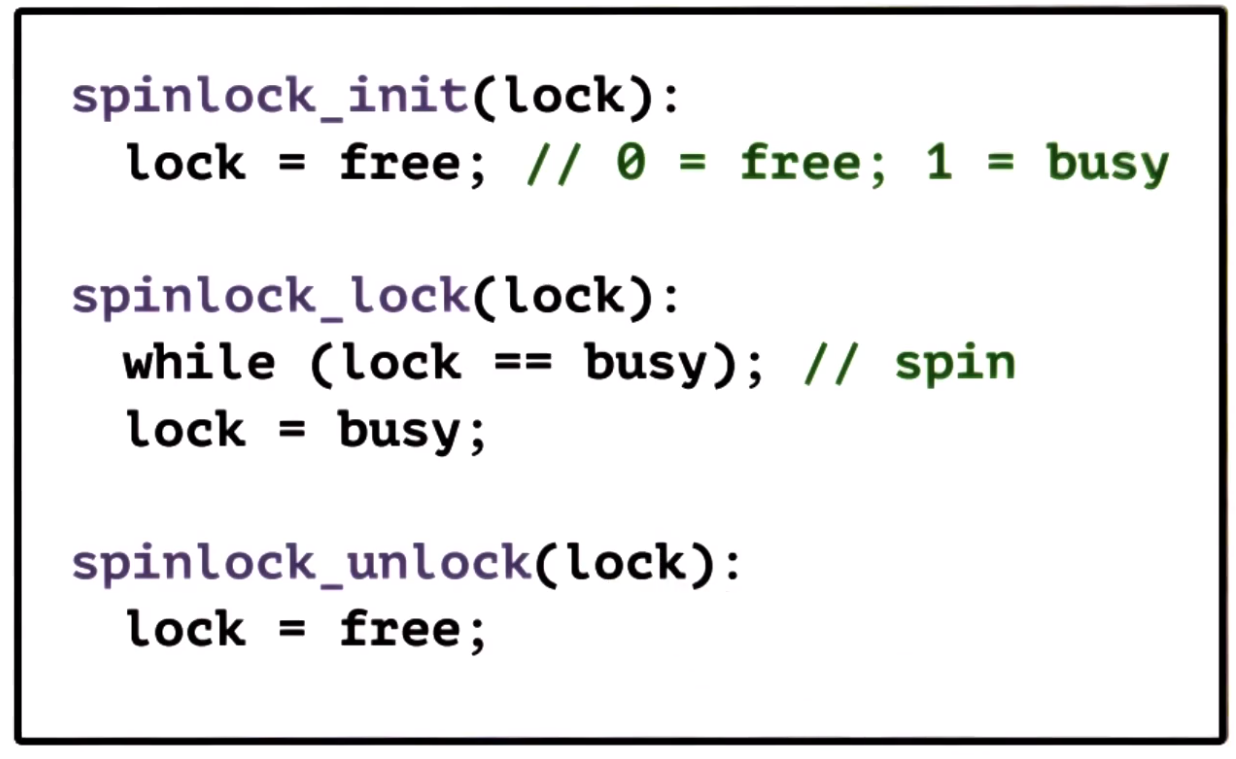 spinlock_init(lock):
lock = free; // 0 = free; 1 = busy
spinlock_lock(lock):
while (lock == busy); // spin
lock = busy;
spinlock_unlock(lock):
lock = free;